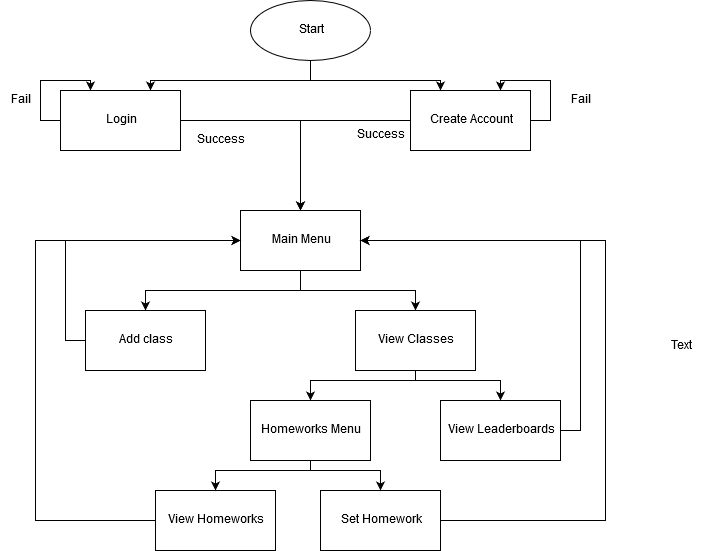 Start
Fail
Login
Create Account
Fail
Success
Success
Main Menu
Add class
View Classes
Text
Homeworks Menu
View Leaderboards
View Homeworks
Set Homework